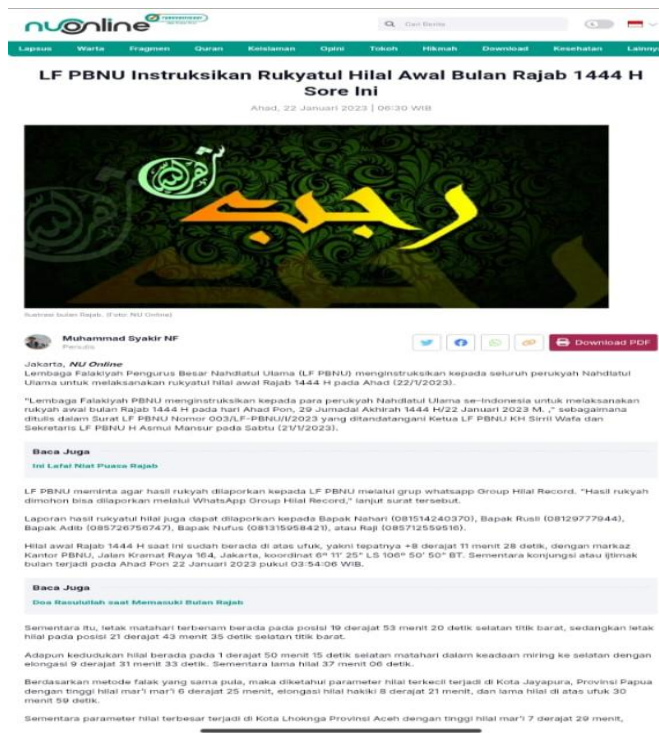 nuonline
Cari Berita
Lapsus Warta Fragmen Quran Keislaman Opini Tokoh Hikmah Download Kesehatan Lainny
LF PBNU Instruksikan Rukyatul Hilal Awal Bulan Rajab 1444 H
Sore Ini
Ahad, 22 Januari 2023 | 06:30 WIB
رجب
Ilustrasi bulan Rajab. (Foto: NU Online)
Muhammad Syakir NF
Penulis
Download PDF
Jakarta, NU Online
Lembaga Falakiyah Pengurus Besar Nahdlatul Ulama (LF PBNU) menginstruksikan kepada seluruh perukyah Nahdlatul
Ulama untuk melaksanakan rukyatul hilal awal Rajab 1444 H pada Ahad (22/1/2023).
"Lembaga Falakiyah PBNU menginstruksikan kepada para perukyah Nahdlatul Ulama se-Indonesia untuk melaksanakan
rukyah awal bulan Rajab 1444 H pada hari Ahad Pon, 29 Jumadal Akhirah 1444 H/22 Januari 2023 M. ," sebagaimana
ditulis dalam Surat LF PBNU Nomor 003/LF-PBNU/I/2023 yang ditandatangani Ketua LF PBNU KH Sirril Wafa dan
Sekretaris LF PBNU H Asmui Mansur pada Sabtu (21/1/2023).
Baca Juga
Ini Lafal Niat Puasa Rajab
LF PBNU meminta agar hasil rukyah dilaporkan kepada LF PBNU melalui grup whatsapp Group Hilal Record. "Hasil rukyah
dimohon bisa dilaporkan melalui WhatsApp Group Hilal Record," lanjut surat tersebut.
Laporan hasil rukyatul hilal juga dapat dilaporkan kepada Bapak Nahari (081514240370), Bapak Rusli (08129777944),
Bapak Adib (085726756747), Bapak Nufus (081315958421), atau Raji (085712559516).
Hilal awal Rajab 1444 H saat ini sudah berada di atas ufuk, yakni tepatnya +8 derajat 11 menit 28 detik, dengan markaz
Kantor PBNU, Jalan Kramat Raya 164, Jakarta, koordinat 6° 11' 25" LS 106° 50' 50" BT. Sementara konjungsi atau ijtimak
bulan terjadi pada Ahad Pon 22 Januari 2023 pukul 03:54:06 WIB.
Baca Juga
Doa Rasulullah saat Memasuki Bulan Rajab
Sementara itu, letak matahari terbenam berada pada posisi 19 derajat 53 menit 20 detik selatan titik barat, sedangkan letak
hilal pada posisi 21 derajat 43 menit 35 detik selatan titik barat.
Adapun kedudukan hilal berada pada 1 derajat 50 menit 15 detik selatan matahari dalam keadaan miring ke selatan dengan
elongasi 9 derajat 31 menit 33 detik. Sementara lama hilal 37 menit 06 detik.
Berdasarkan metode falak yang sama pula, maka diketahui parameter hilal terkecil terjadi di Kota Jayapura, Provinsi Papua
dengan tinggi hilal mar'i mar'i 6 derajat 25 menit, elongasi hilal hakiki 8 derajat 21 menit, dan lama hilal di atas ufuk 30
menit 59 detik.
Sementara parameter hilal terbesar terjadi di Kota Lhoknga Provinsi Aceh dengan tinggi hilal mar'i 7 derajat 29 menit,